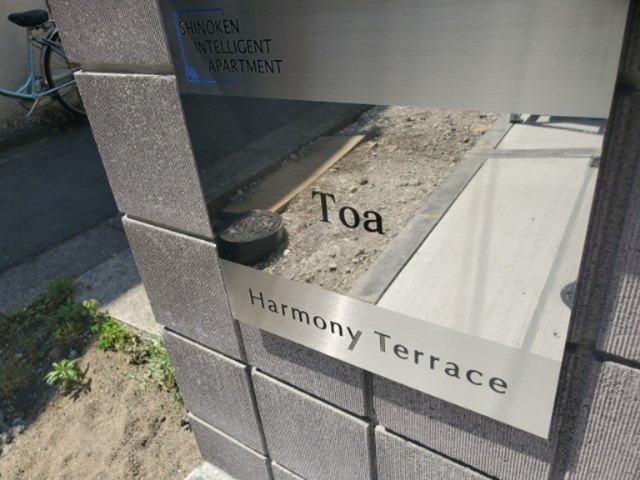 SHINOKEN
INTELLIGENT
APARTMENT
Toa
Harmony Terrace